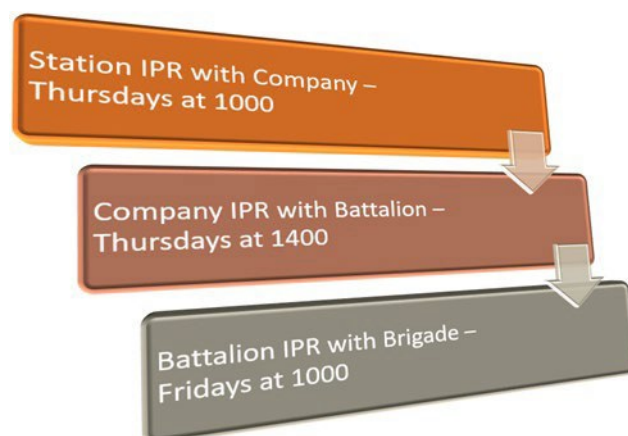 Station IPR with Company –
Thursdays at 1000
Company IPR with Battalion –
Thursdays at 1400
Battalion IPR with Brigade –
Fridays at 1000